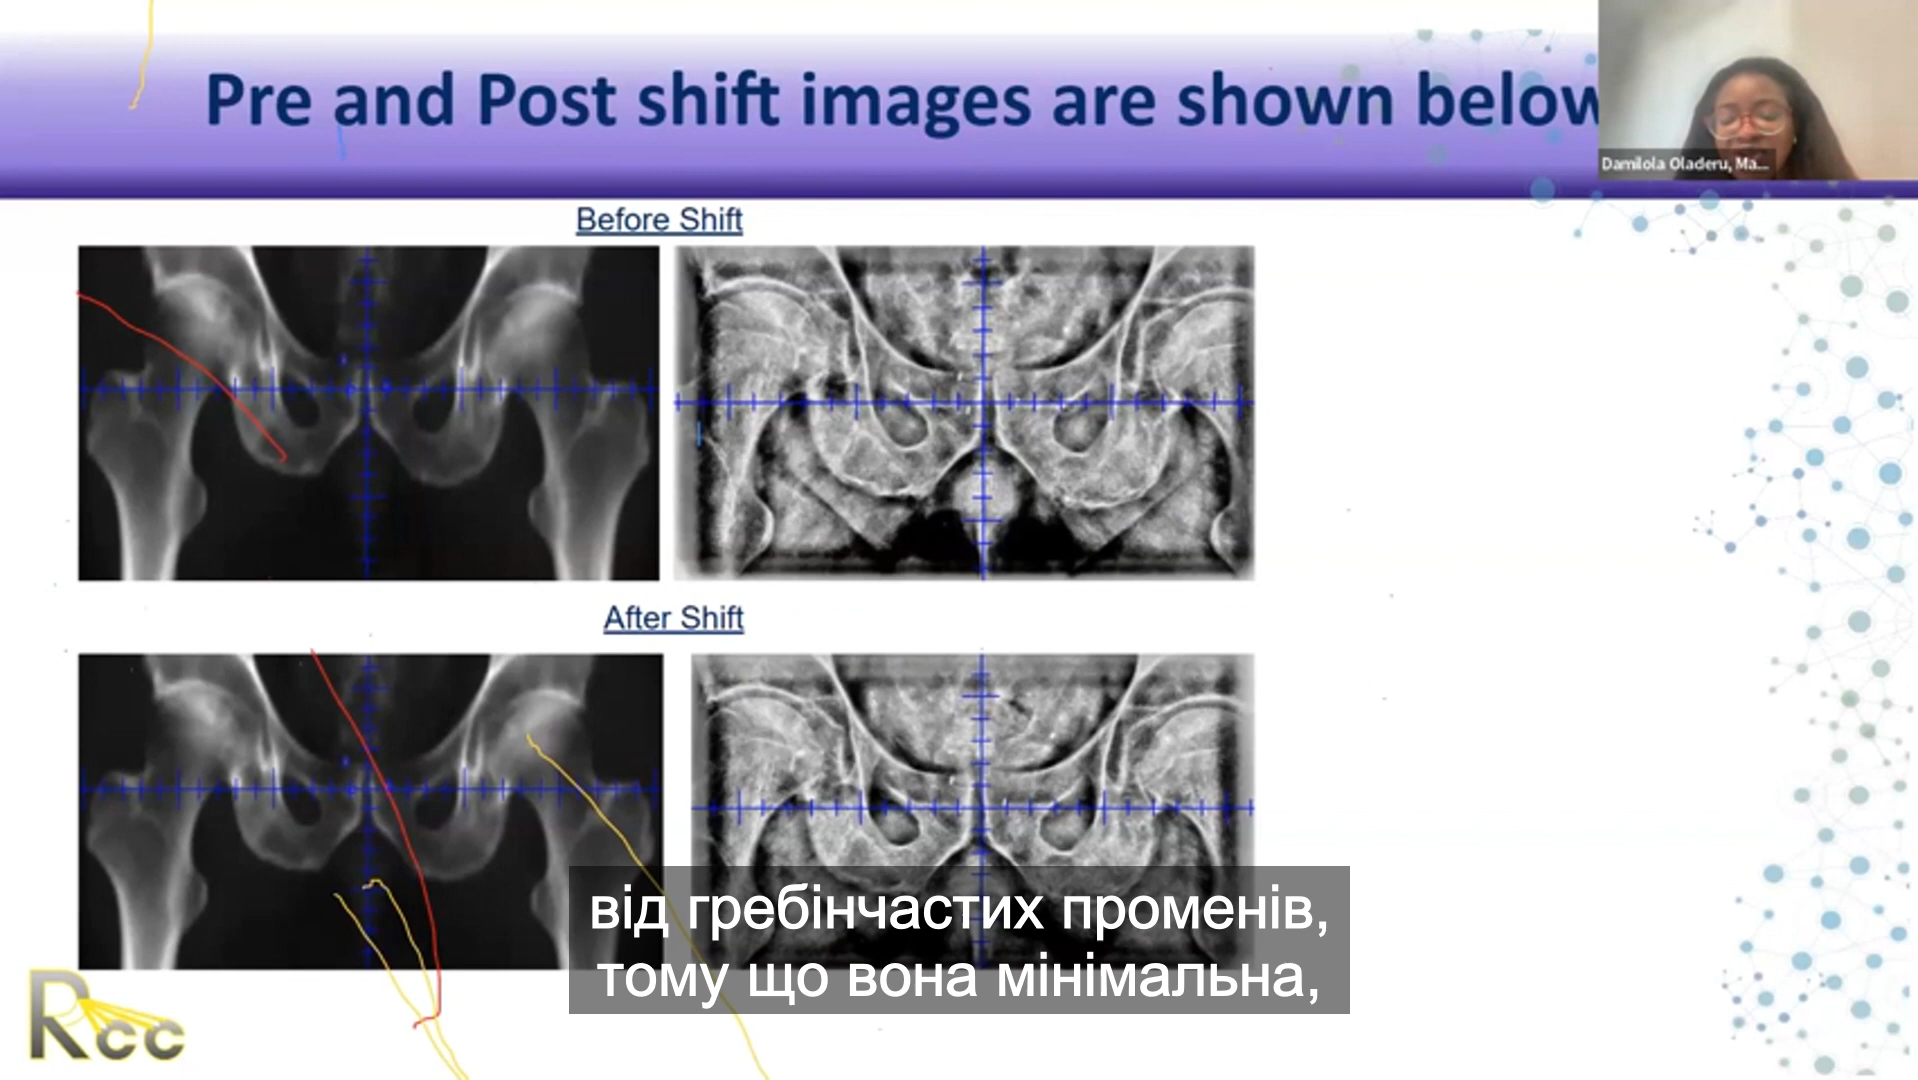 Pre and Post shift images are shown below
Damilola Oladeru, Ma...
Before Shift
After Shift
від гребінчастих променів,
тому що вона мінімальна,
Rcc